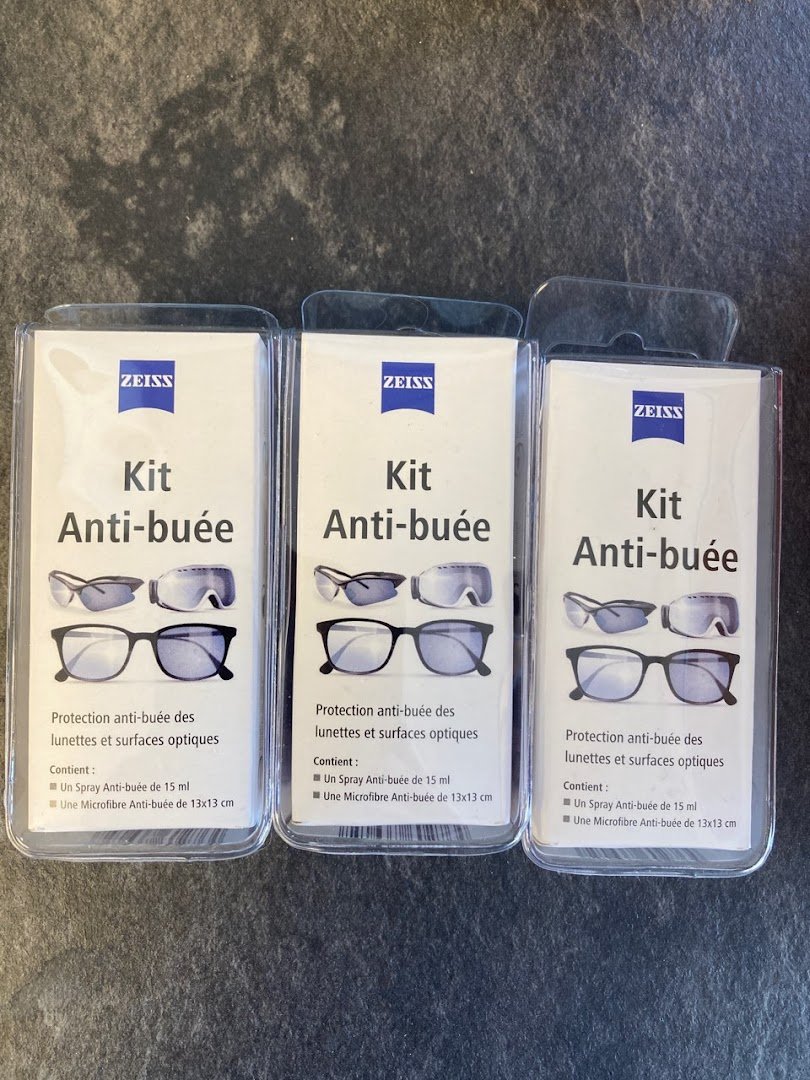 ZEISS
Kit
Anti-buée
Protection anti-buée des
lunettes et surfaces optiques
Contient :
■ Un Spray Anti-buée de 15 ml
■ Une Microfibre Anti-buée de 13x13 cm
ZEISS
Kit
Anti-buée
Protection anti-buée des
lunettes et surfaces optiques
Contient :
■ Un Spray Anti-buée de 15 ml
■ Une Microfibre Anti-buée de 13x13 cm
ZEISS
Kit
Anti-buée
Protection anti-buée des
lunettes et surfaces optiques
Contient :
■ Un Spray Anti-buée de 15 ml
■ Une Microfibre Anti-buée de 13x13 cm